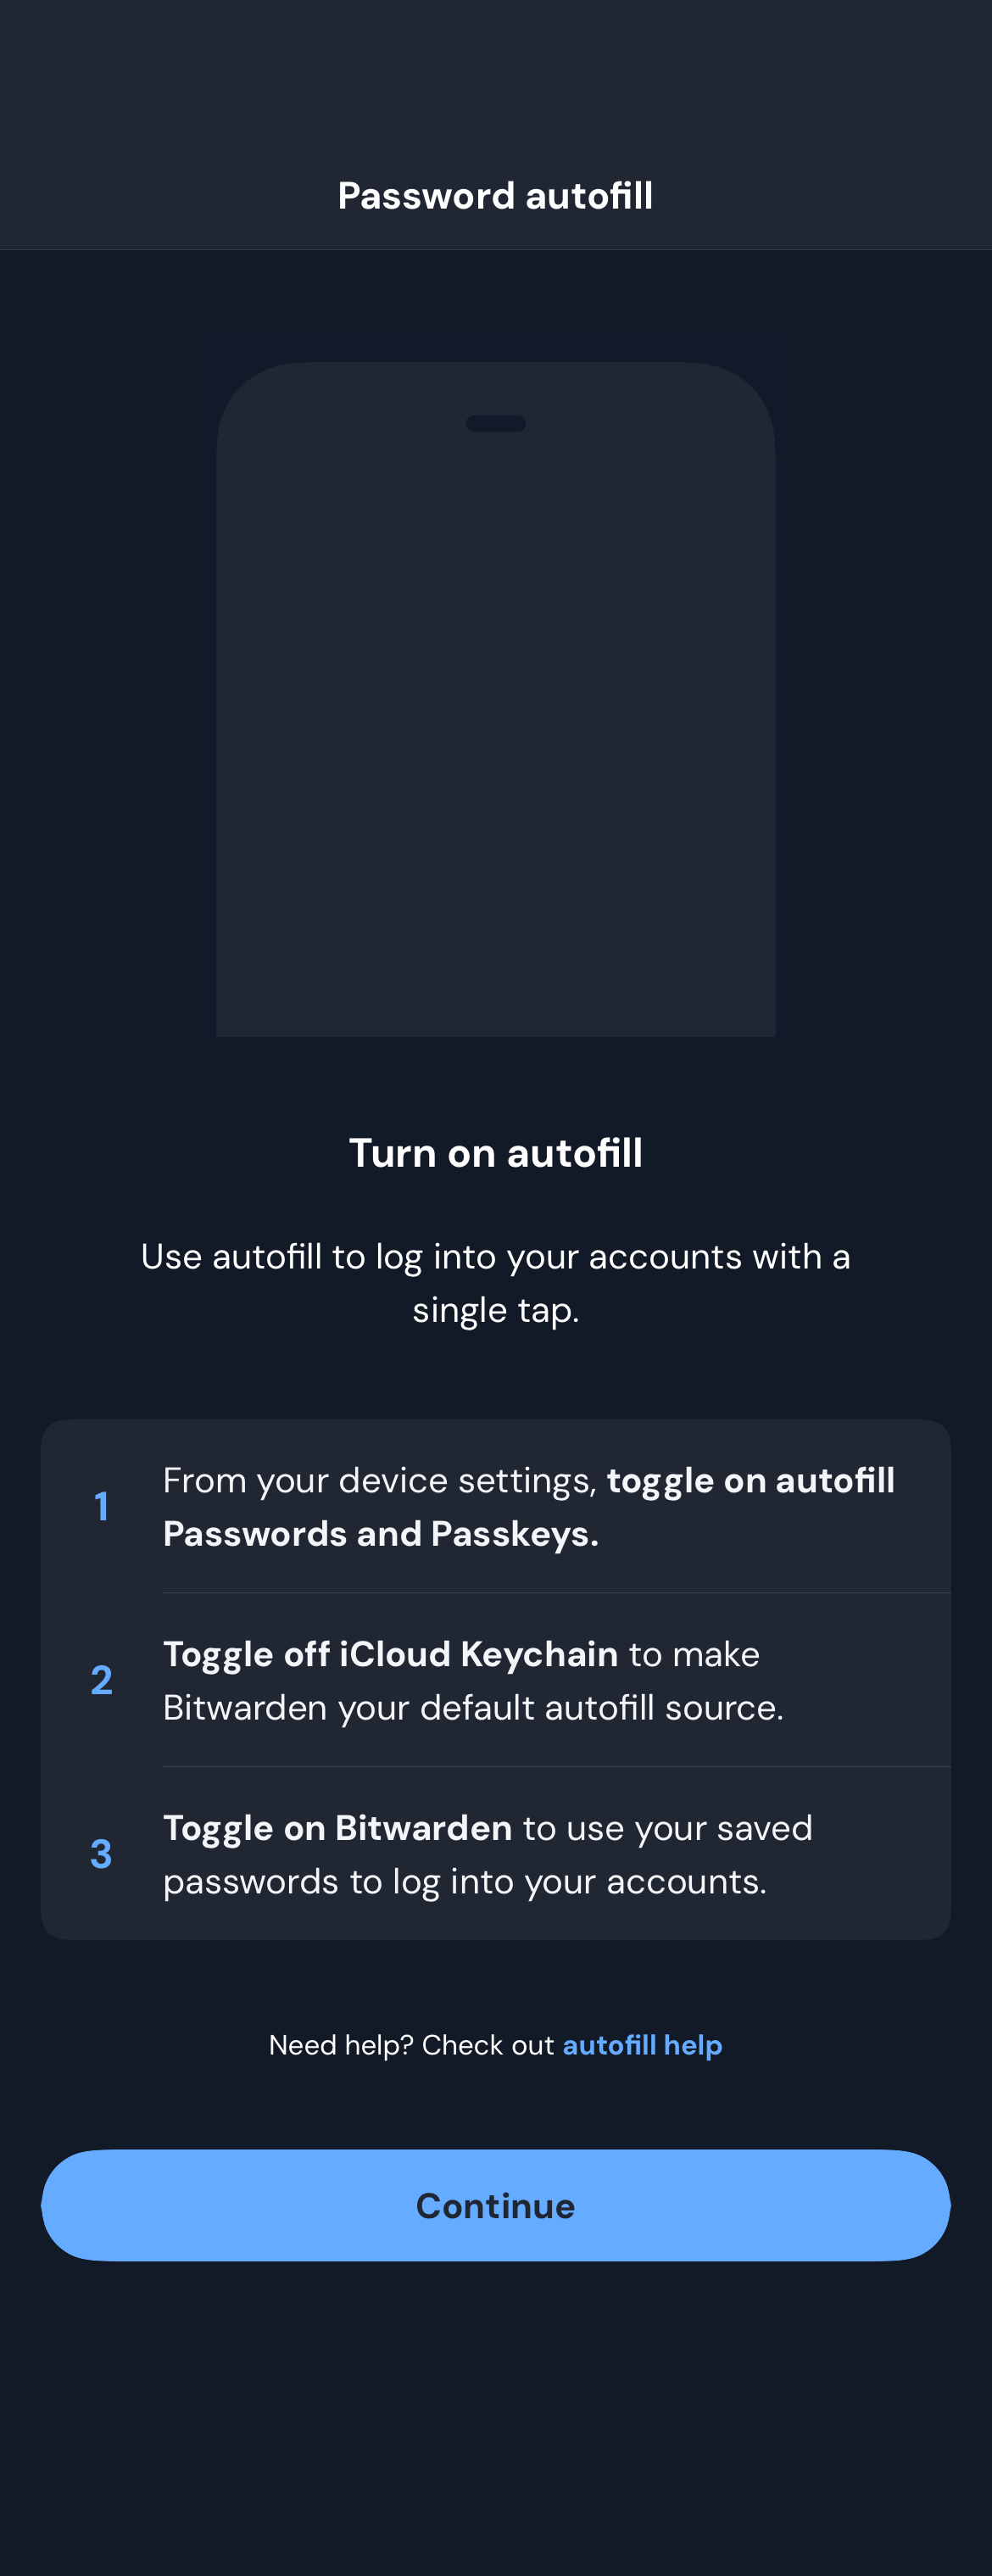 Password autofill
Turn on autofill
Use autofill to log into your accounts with a
single tap.
1
From your device settings, toggle on autofill
Passwords and Passkeys.
2
Toggle off iCloud Keychain to make
Bitwarden your default autofill source.
3
Toggle on Bitwarden to use your saved
passwords to log into your accounts.
Need help? Check out autofill help
Continue